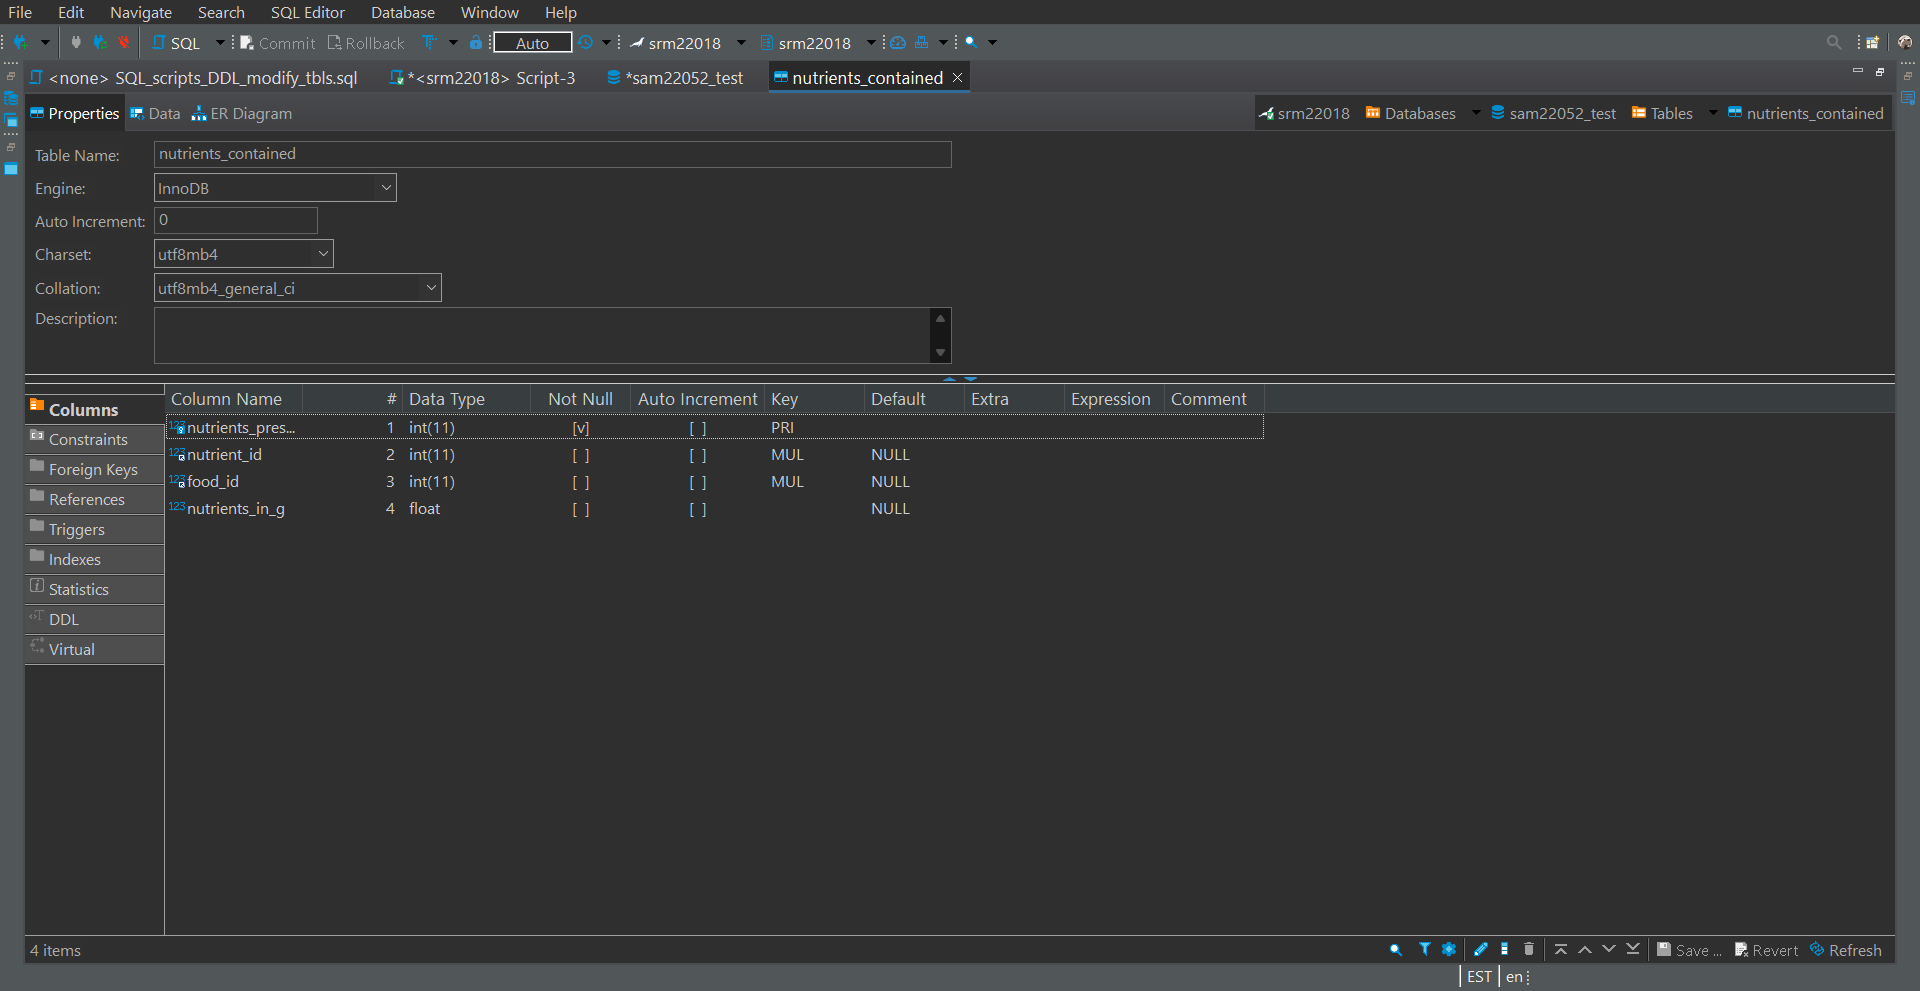 File Edit Navigate Search SQL Editor Database Window Help
SQL Commit Rollback Auto srm22018 srm22018
<none> SQL_scripts_DDL_modify_tbls.sql *<srm22018> Script-3 *sam22052_test nutrients_contained
Properties Data ER Diagram srm22018 Databases sam22052_test Tables nutrients_contained
Table Name: nutrients_contained
Engine: InnoDB
Auto Increment: 0
Charset: utf8mb4
Collation: utf8mb4_general_ci
Description:
Columns
Constraints
Foreign Keys
References
Triggers
Indexes
Statistics
DDL
Virtual
Column Name # Data Type Not Null Auto Increment Key Default Extra Expression Comment
123 nutrients_pres... 1 int(11) [v] [ ] PRI
123 nutrient_id 2 int(11) [ ] [ ] MUL NULL
123 food_id 3 int(11) [ ] [ ] MUL NULL
123 nutrients_in_g 4 float [ ] [ ] NULL
4 items Save ... Revert Refresh
EST en